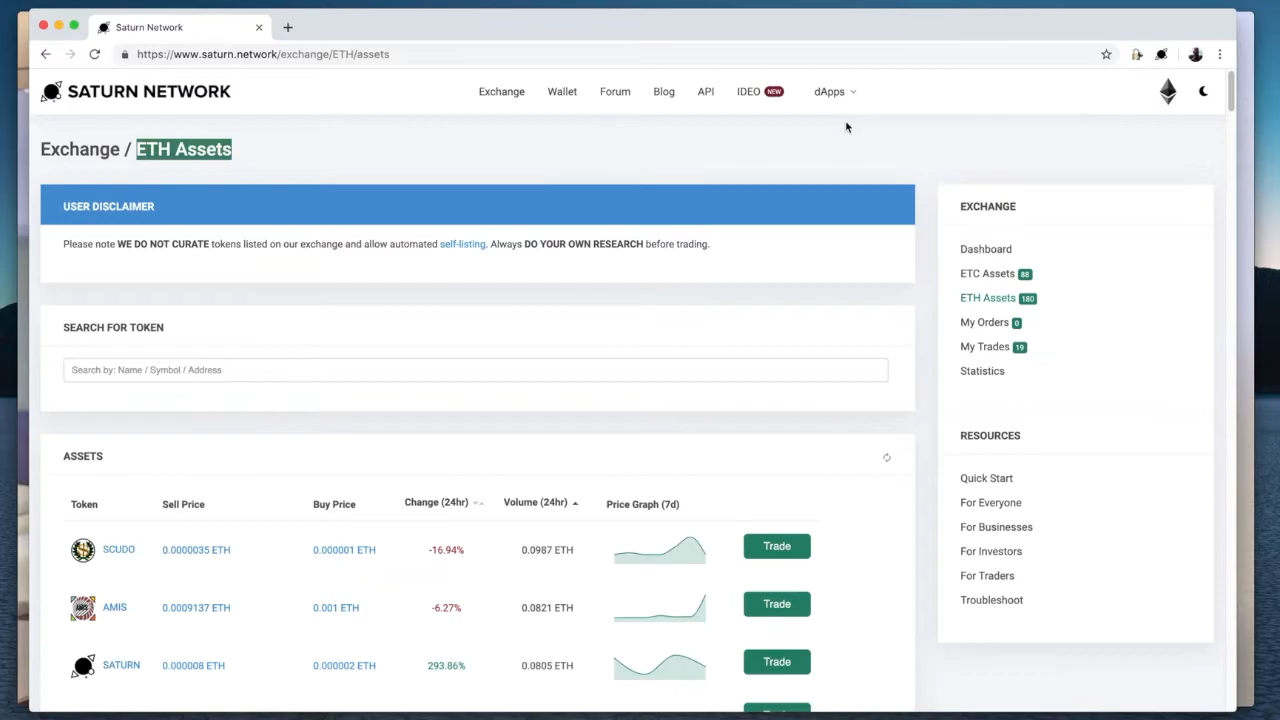 Saturn Network
https://www.saturn.network/exchange/ETH/assets
SATURN NETWORK
Exchange Wallet Forum Blog API IDEO NEW dApps
Exchange / ETH Assets
USER DISCLAIMER
Please note WE DO NOT CURATE tokens listed on our exchange and allow automated self-listing. Always DO YOUR OWN RESEARCH before trading.
SEARCH FOR TOKEN
Search by: Name / Symbol / Address
ASSETS
Token Sell Price Buy Price Change (24hr) Volume (24hr) Price Graph (7d)
SCUDO 0.0000035 ETH 0.000001 ETH -16.94% 0.0987 ETH Trade
AMIS 0.0009137 ETH 0.001 ETH -6.27% 0.0821 ETH Trade
SATURN 0.000008 ETH 0.000002 ETH 293.86% 0.0805 ETH Trade
EXCHANGE
Dashboard
ETC Assets 88
ETH Assets 180
My Orders 0
My Trades 19
Statistics
RESOURCES
Quick Start
For Everyone
For Businesses
For Investors
For Traders
Troubleshoot